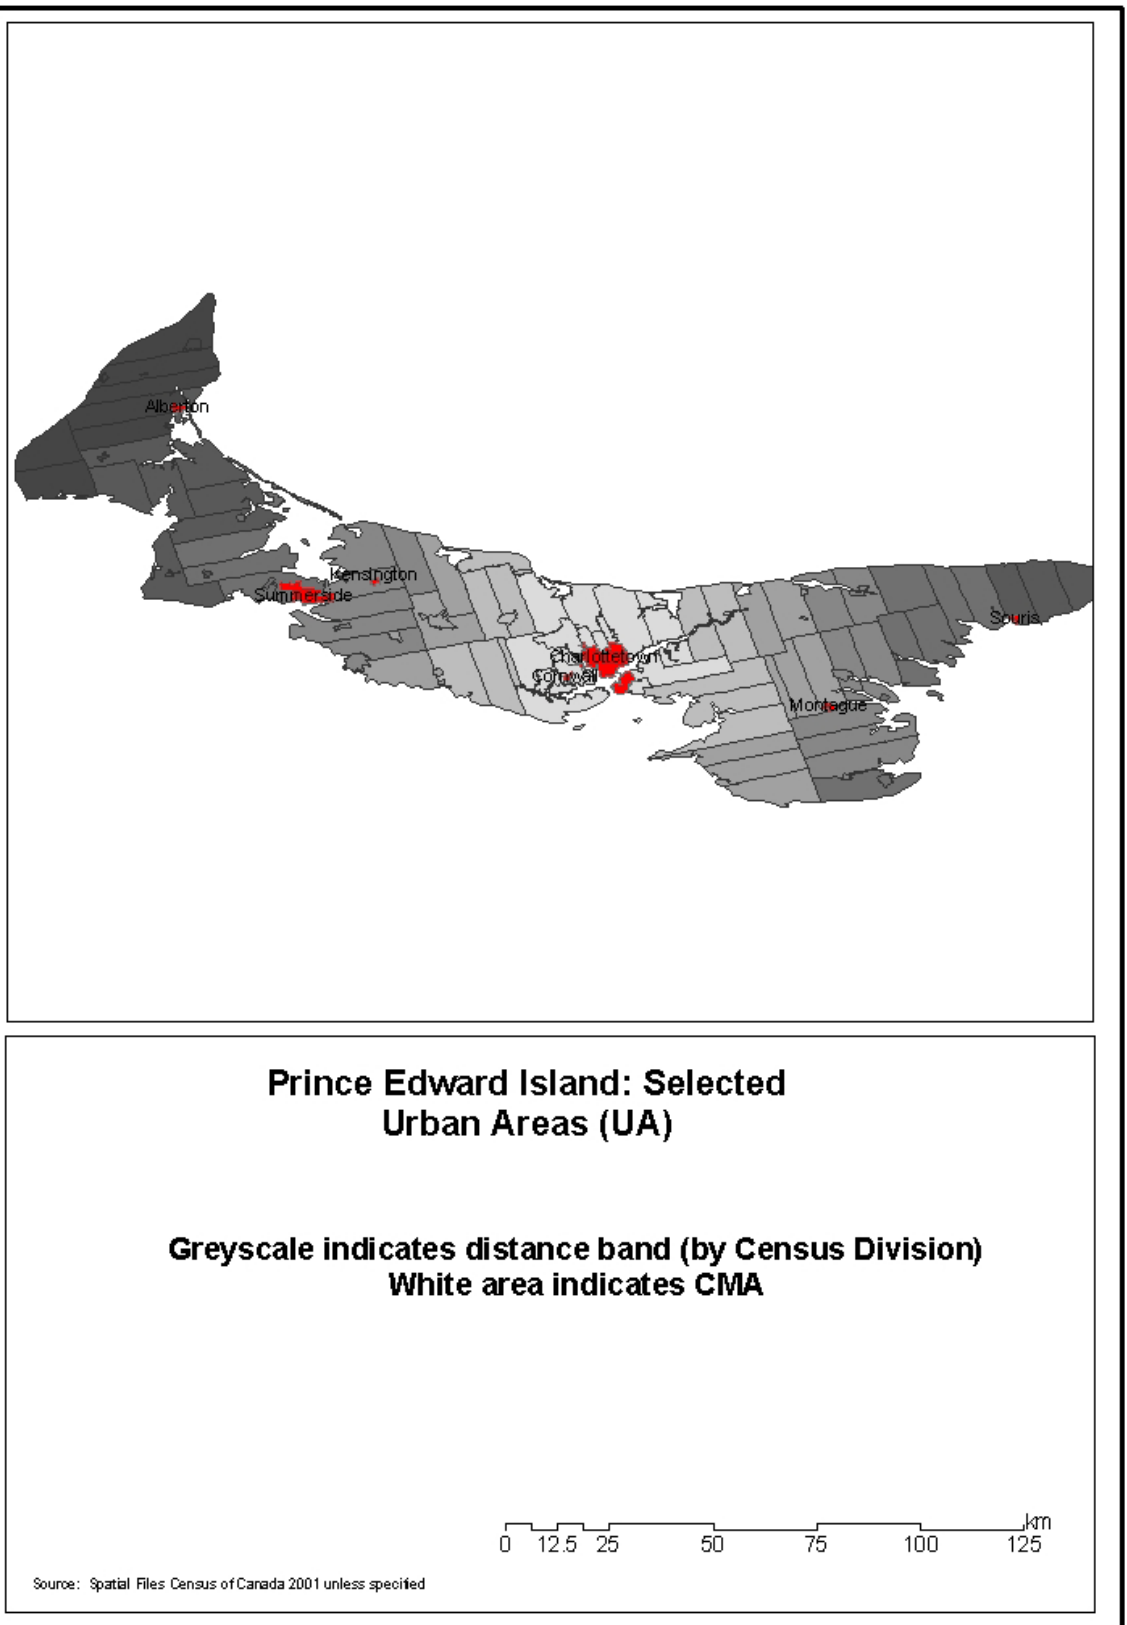 Alberton
Kensington
Summerside
Souris
Charlottetown
Cornwall
Montague
Prince Edward Island: Selected
Urban Areas (UA)
Greyscale indicates distance band (by Census Division)
White area indicates CMA
km
0 12.5 25 50 75 100 125
Source: Spatial Files Census of Canada 2001 unless specified